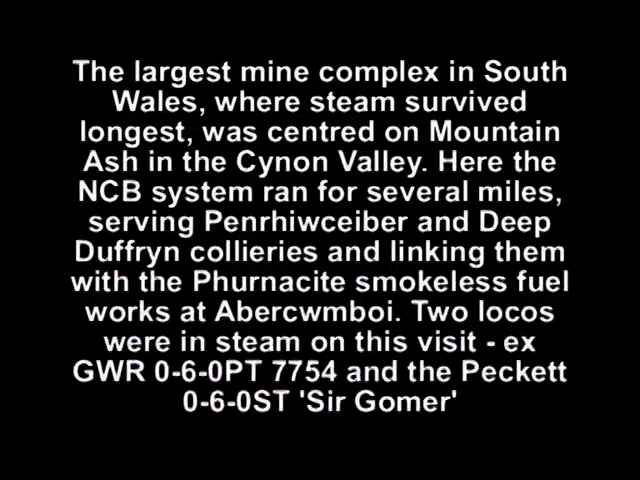 The largest mine complex in South
Wales, where steam survived
longest, was centred on Mountain
Ash in the Cynon Valley. Here the
NCB system ran for several miles,
serving Penrhiwceiber and Deep
Duffryn collieries and linking them
with the Phurnacite smokeless fuel
works at Abercwmboi. Two locos
were in steam on this visit - ex
GWR 0-6-0PT 7754 and the Peckett
0-6-0ST 'Sir Gomer'